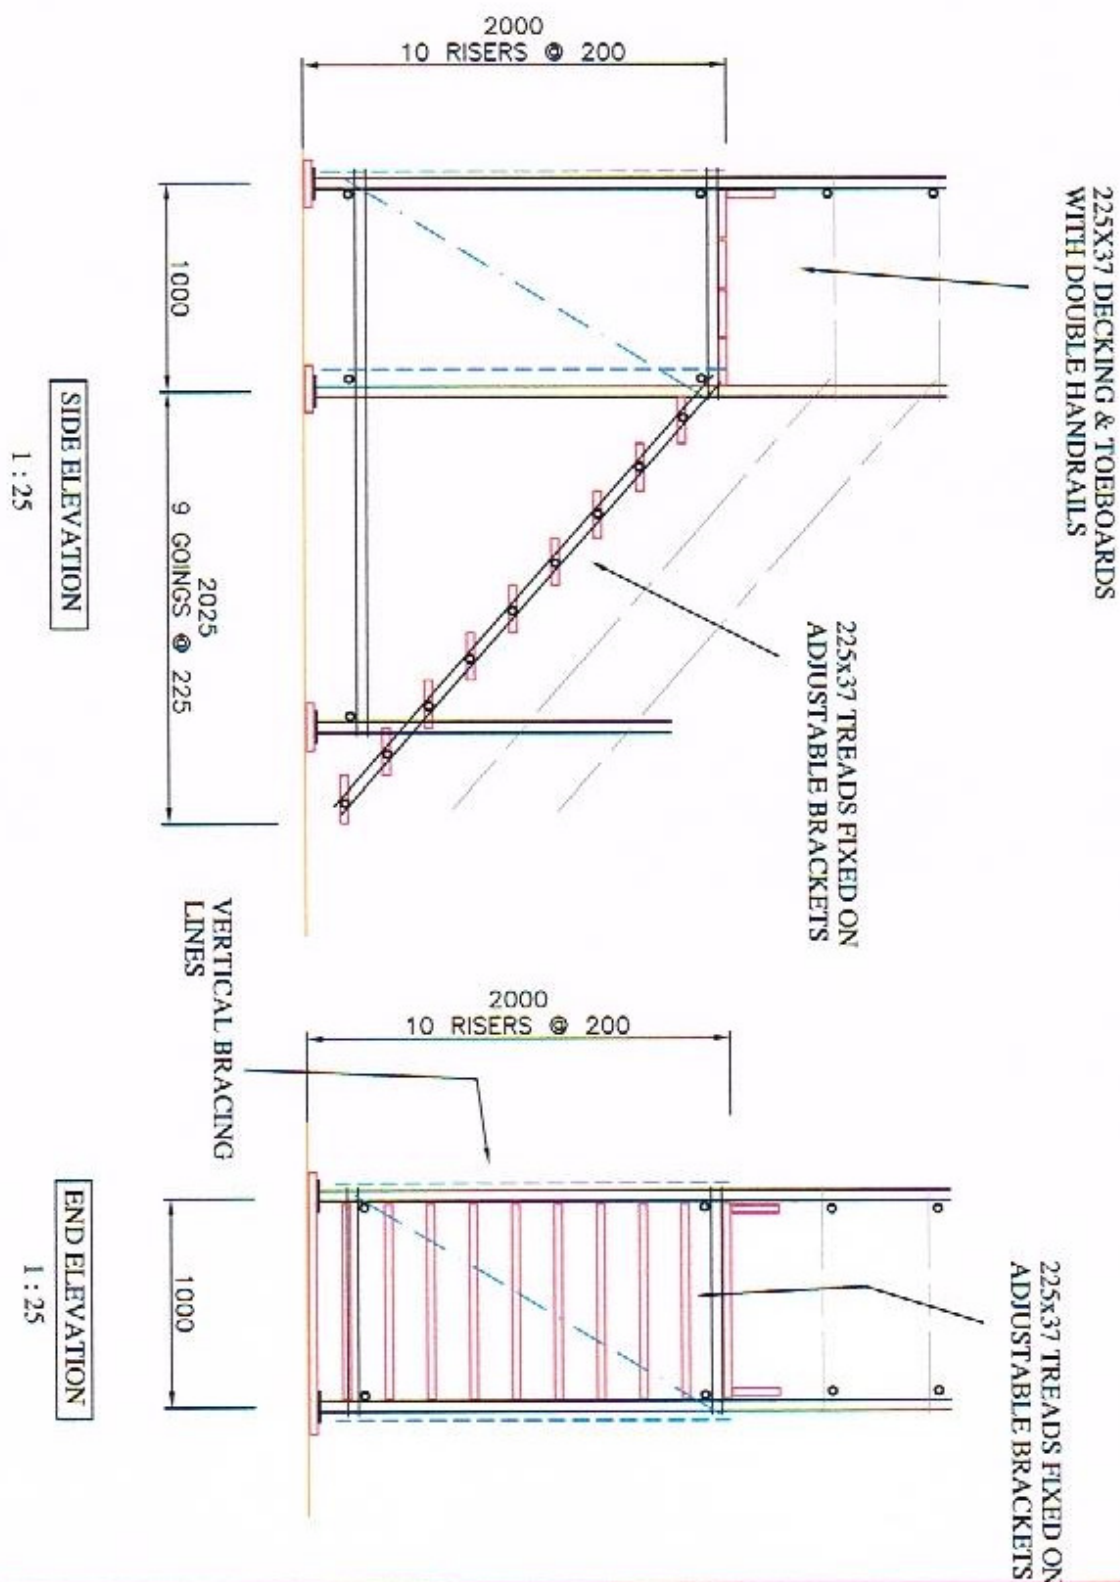 2000
10 RISERS @ 200
225X37 DECKING & TOEBOARDS
WITH DOUBLE HANDRAILS
225x37 TREADS FIXED ON
ADJUSTABLE BRACKETS
1000
2025
9 GOINGS @ 225
SIDE ELEVATION
1 : 25
2000
10 RISERS @ 200
225x37 TREADS FIXED ON
ADJUSTABLE BRACKETS
VERTICAL BRACING
LINES
1000
END ELEVATION
1 : 25